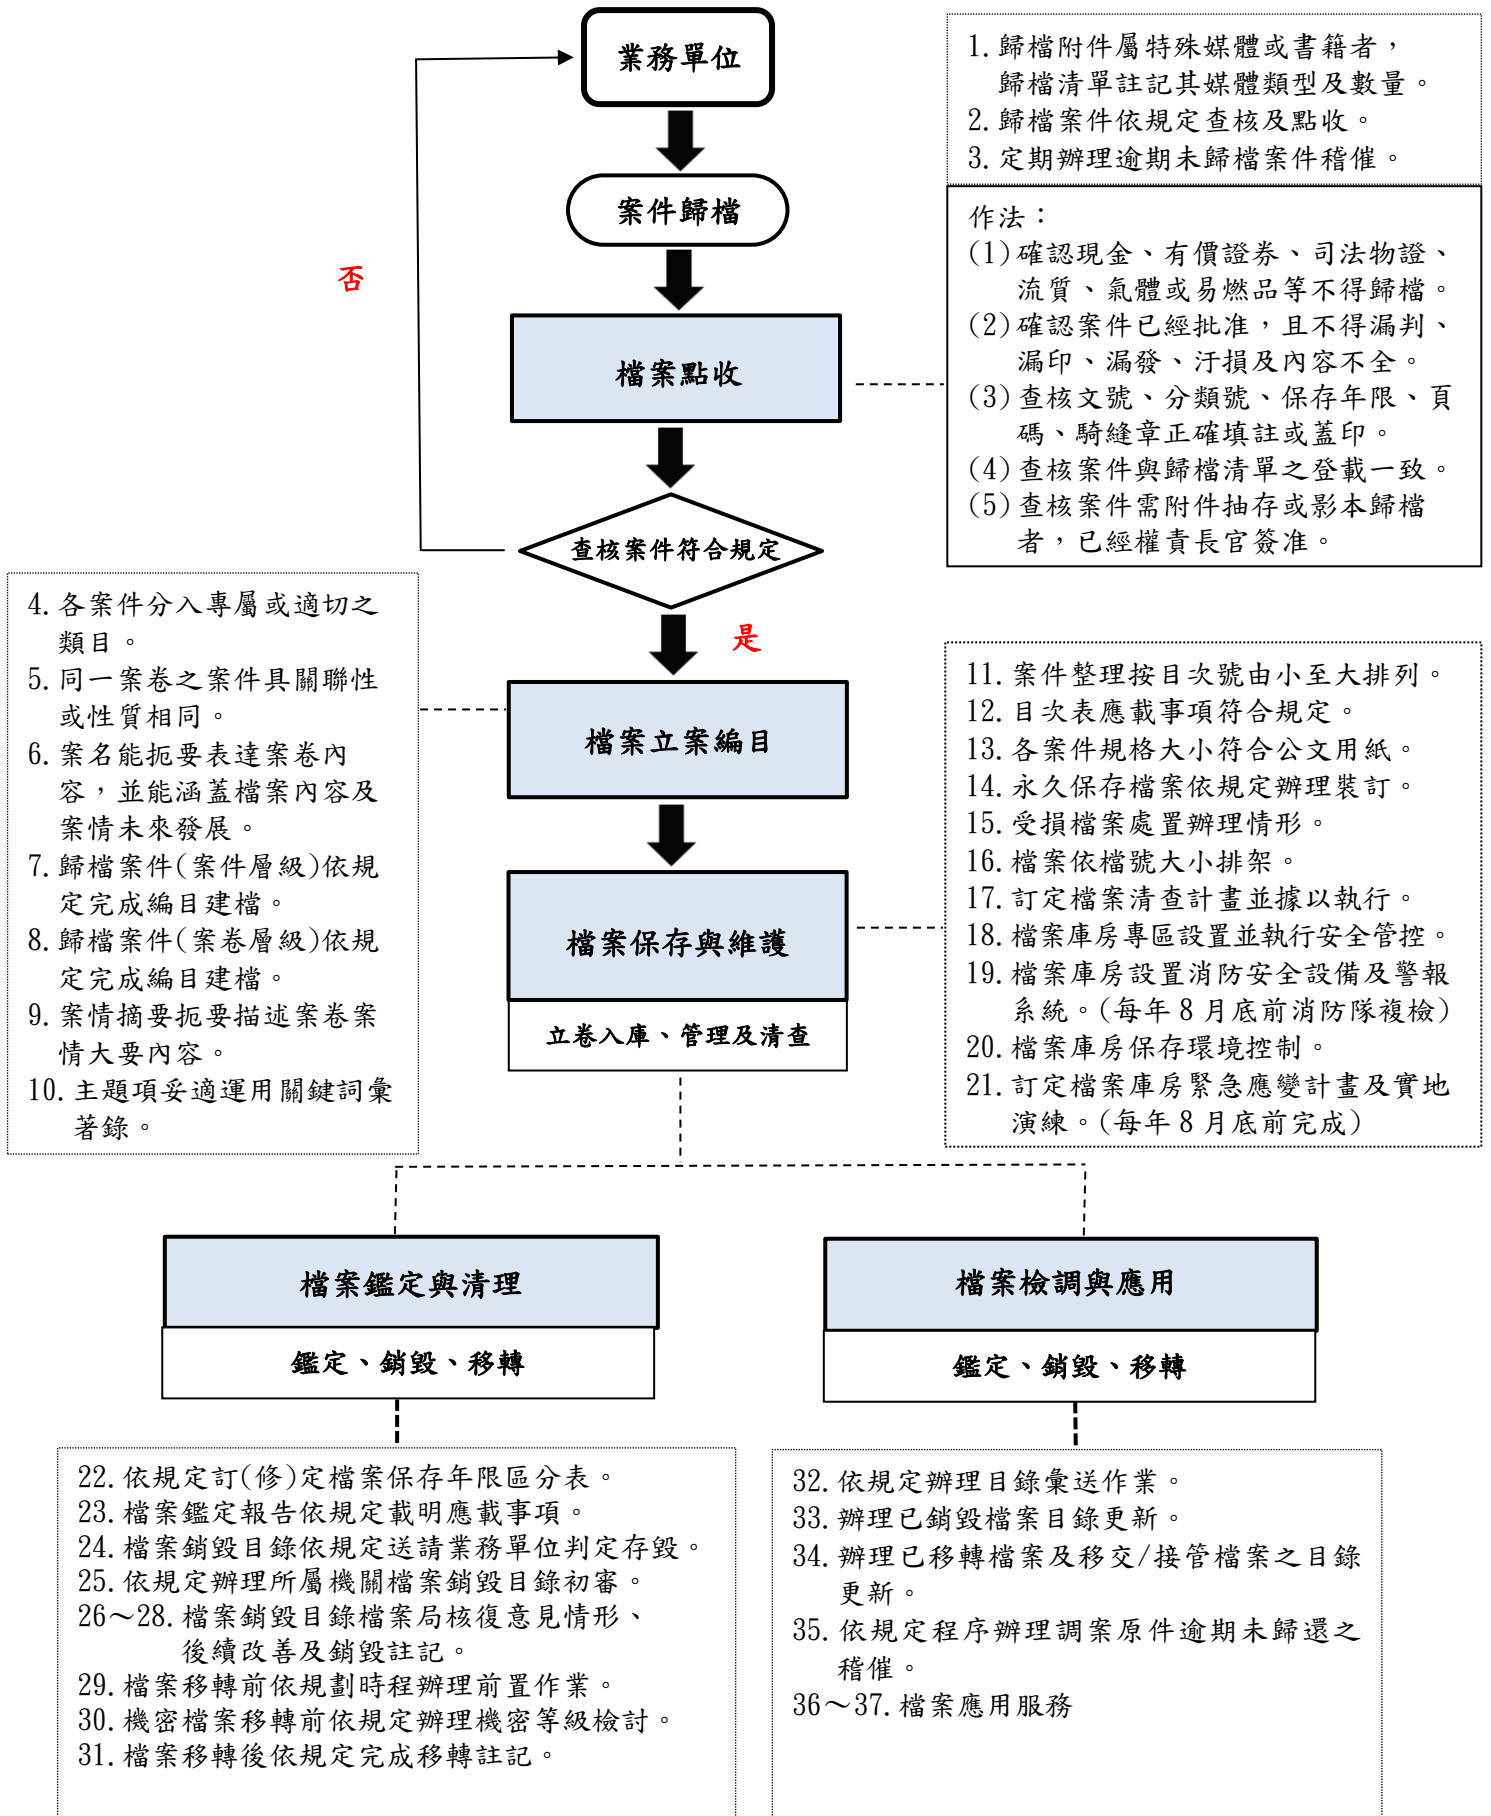 業務單位
案件歸檔
否
檔案點收
查核案件符合規定
是
1.歸檔附件屬特殊媒體或書籍者，
歸檔清單註記其媒體類型及數量。
2.歸檔案件依規定查核及點收。
3.定期辦理逾期未歸檔案件稽催。
作法：
(1)確認現金、有價證券、司法物證、
流質、氣體或易燃品等不得歸檔。
(2)確認案件已經批准，且不得漏判、
漏印、漏發、汙損及內容不全。
(3)查核文號、分類號、保存年限、頁
碼、騎縫章正確填註或蓋印。
(4)查核案件與歸檔清單之登載一致。
(5)查核案件需附件抽存或影本歸檔
者，已經權責長官簽准。
4.各案件分入專屬或適切之
類目。
5.同一案卷之案件具關聯性
或性質相同。
6.案名能扼要表達案卷內
容，並能涵蓋檔案內容及
案情未來發展。
7.歸檔案件(案件層級)依規
定完成編目建檔。
8.歸檔案件(案卷層級)依規
定完成編目建檔。
9.案情摘要扼要描述案卷案
情大要內容。
10.主題項妥適運用關鍵詞彙
著錄。
檔案立案編目
檔案保存與維護
立卷入庫、管理及清查
11.案件整理按目次號由小至大排列。
12.目次表應載事項符合規定。
13.各案件規格大小符合公文用紙。
14.永久保存檔案依規定辦理裝訂。
15.受損檔案處置辦理情形。
16.檔案依檔號大小排架。
17.訂定檔案清查計畫並據以執行。
18.檔案庫房專區設置並執行安全管控。
19.檔案庫房設置消防安全設備及警報
系統。(每年8月底前消防隊複檢)
20.檔案庫房保存環境控制。
21.訂定檔案庫房緊急應變計畫及實地
演練。(每年8月底前完成)
檔案鑑定與清理
鑑定、銷毀、移轉
22.依規定訂(修)定檔案保存年限區分表。
23.檔案鑑定報告依規定載明應載事項。
24.檔案銷毀目錄依規定送請業務單位判定存毀。
25.依規定辦理所屬機關檔案銷毀目錄初審。
26～28.檔案銷毀目錄檔案局核復意見情形、
後續改善及銷毀註記。
29.檔案移轉前依規劃時程辦理前置作業。
30.機密檔案移轉前依規定辦理機密等級檢討。
31.檔案移轉後依規定完成移轉註記。
檔案檢調與應用
鑑定、銷毀、移轉
32.依規定辦理目錄彙送作業。
33.辦理已銷毀檔案目錄更新。
34.辦理已移轉檔案及移交/接管檔案之目錄
更新。
35.依規定程序辦理調案原件逾期未歸還之
稽催。
36～37.檔案應用服務